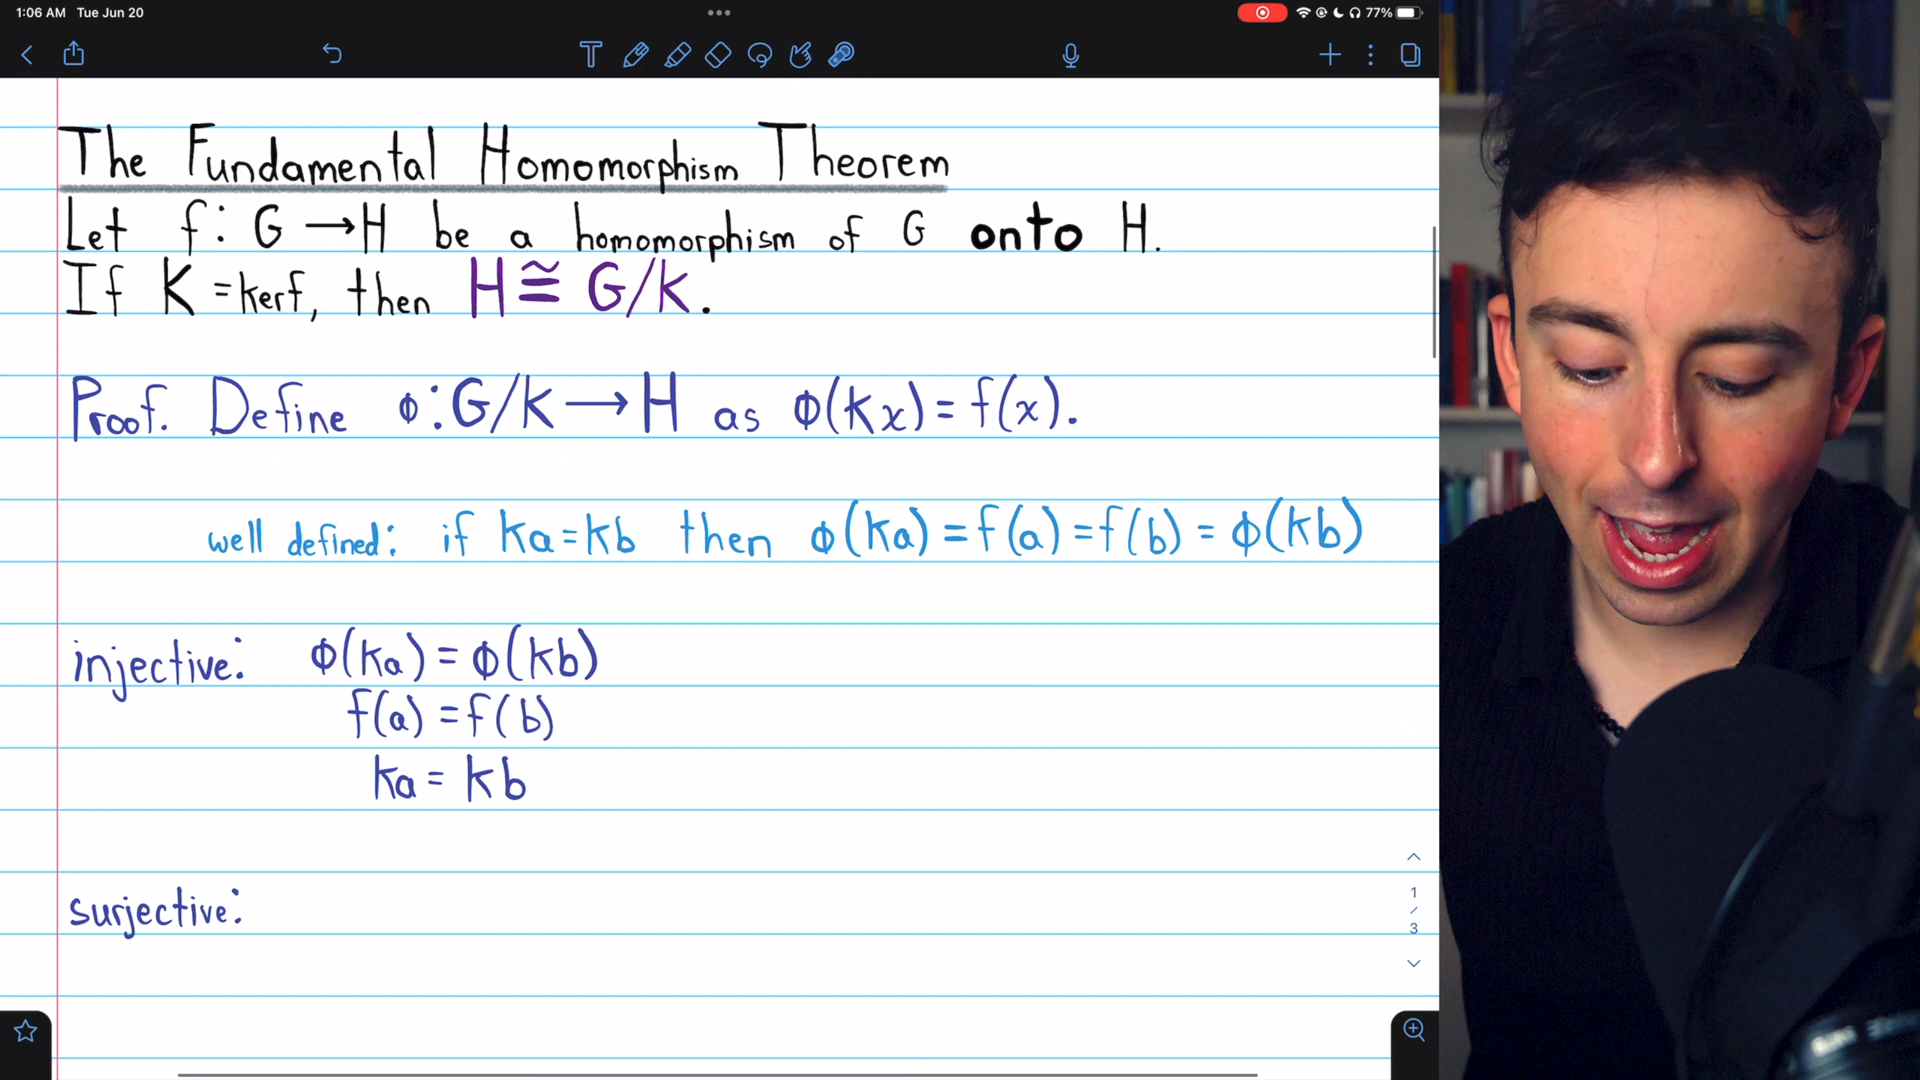 1:06 AM Tue Jun 20
77%
The Fundamental Homomorphism Theorem
Let f: G → H be a homomorphism of G onto H.
If K = kerf, then H ≅ G/K.
Proof. Define ϕ: G/K → H as ϕ(Kx) = f(x).
well defined: if Ka = Kb then ϕ(Ka) = f(a) = f(b) = ϕ(Kb)
injective: ϕ(Ka) = ϕ(Kb)
f(a) = f(b)
Ka = Kb
surjective:
1
/
3